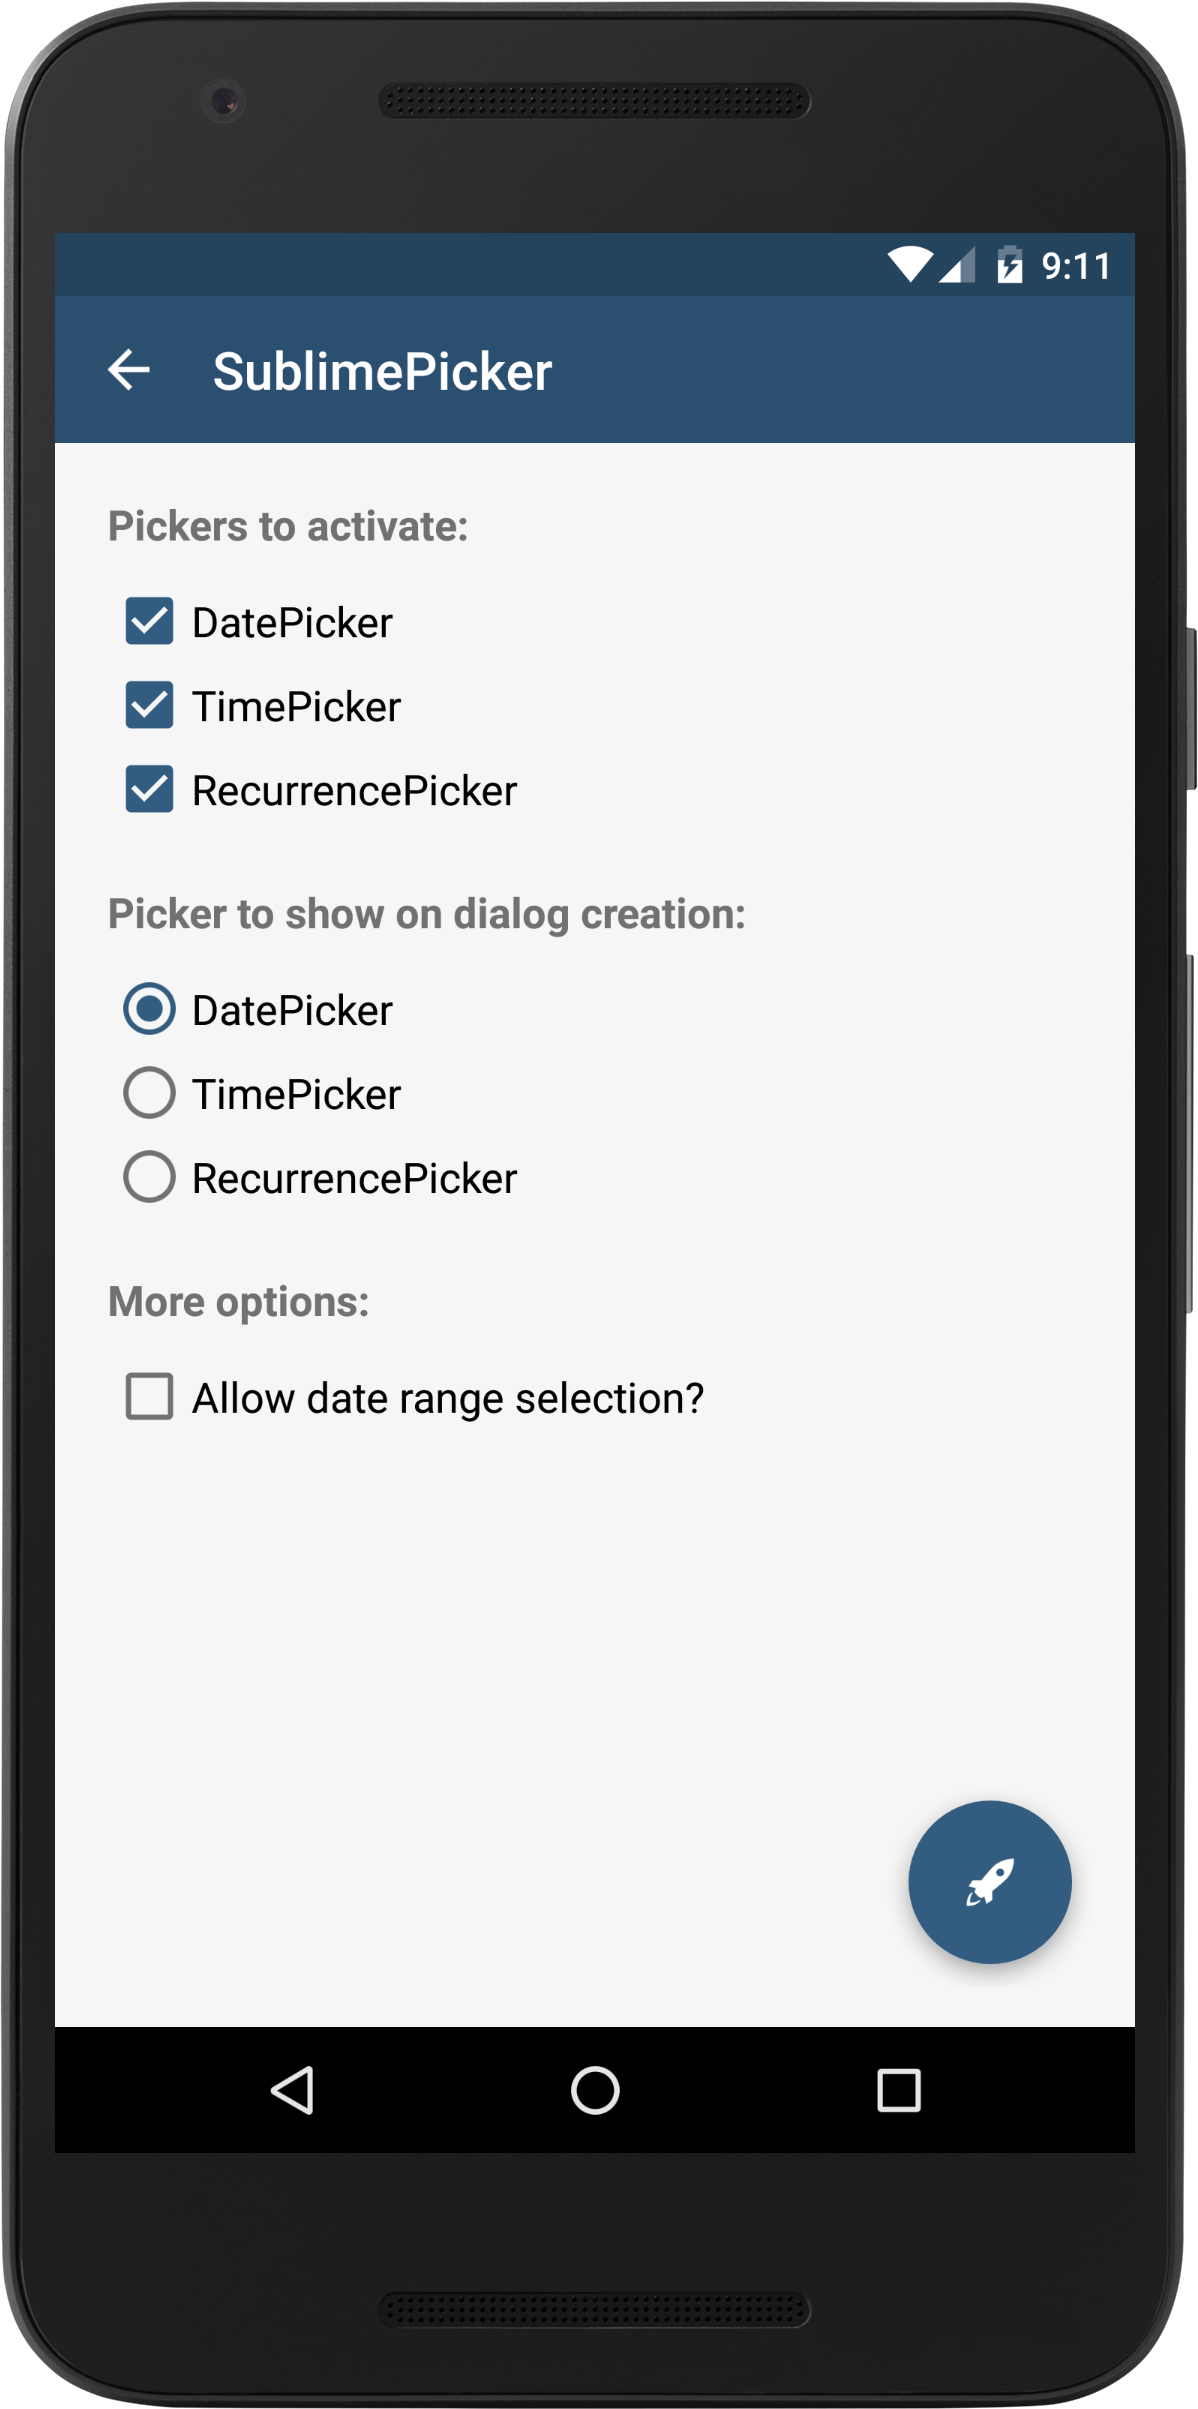 9:11
SublimePicker
Pickers to activate:
DatePicker
TimePicker
RecurrencePicker
Picker to show on dialog creation:
DatePicker
TimePicker
RecurrencePicker
More options:
Allow date range selection?